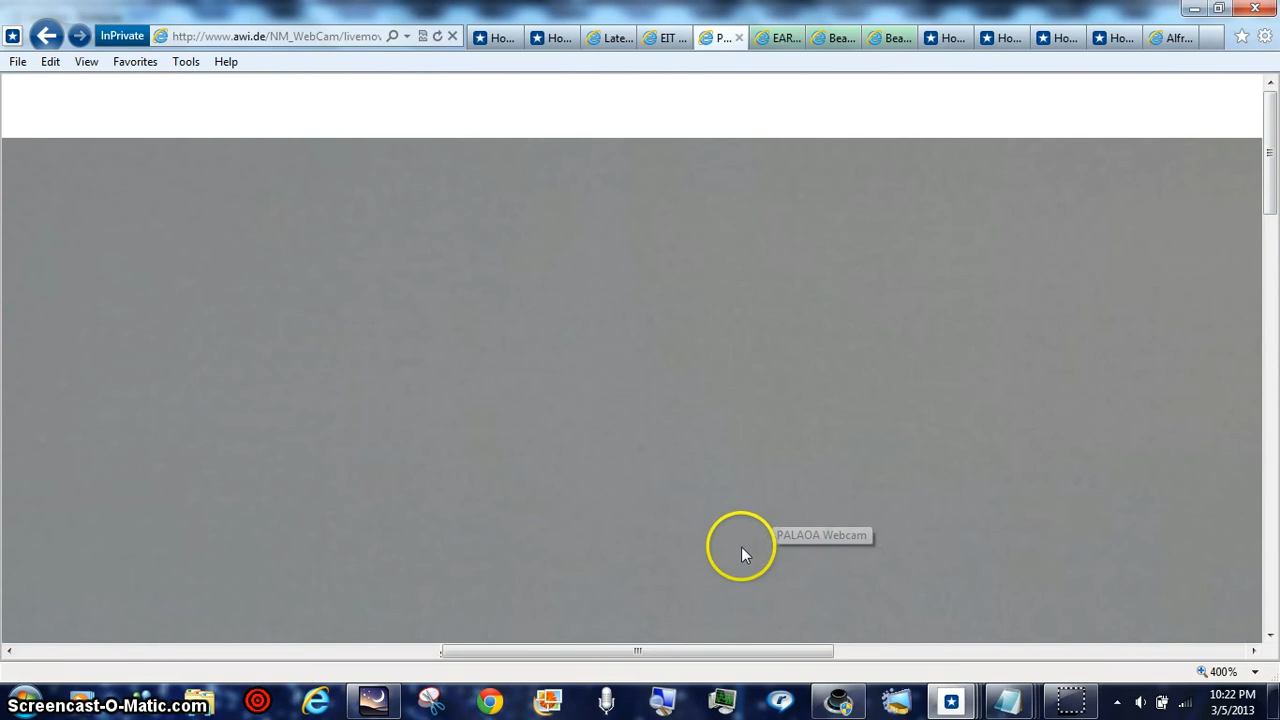 InPrivate
http://www.awi.de/NM_WebCam/livemov
Ho...
Ho...
Late...
EIT ...
P...
EAR...
Bea...
Bea...
Ho...
Ho...
Ho...
Ho...
Alfr...
File Edit View Favorites Tools Help
PALAOA Webcam
400%
10:22 PM
3/5/2013
Screencast-O-Matic.com